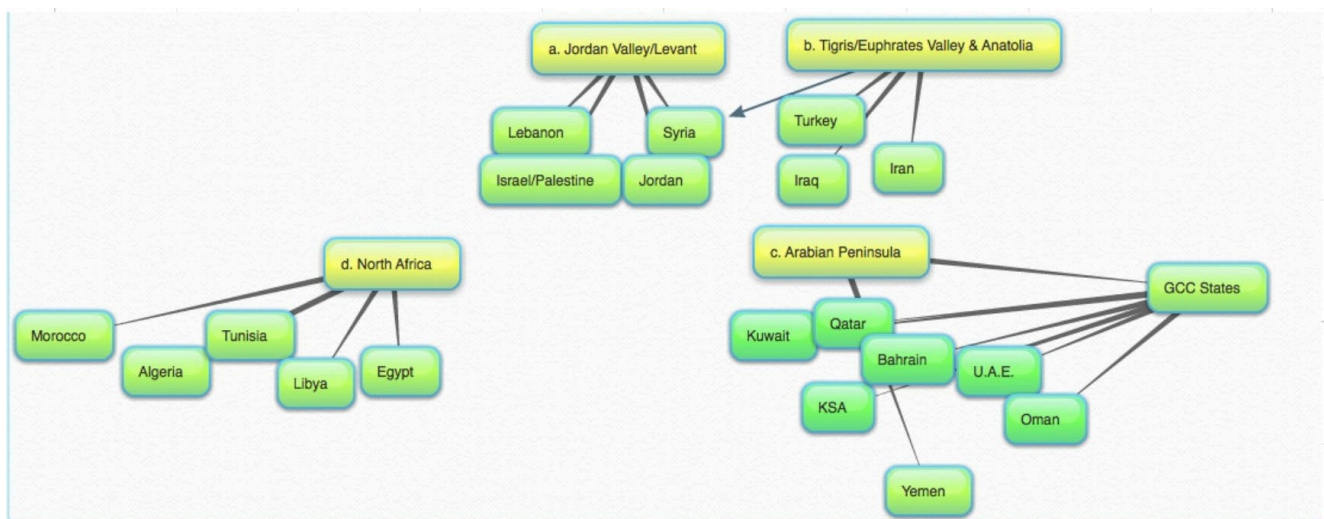 a. Jordan Valley/Levant
b. Tigris/Euphrates Valley & Anatolia
Lebanon
Syria
Turkey
Israel/Palestine
Jordan
Iraq
Iran
d. North Africa
c. Arabian Peninsula
GCC States
Morocco
Algeria
Tunisia
Libya
Egypt
Kuwait
Qatar
Bahrain
U.A.E.
KSA
Oman
Yemen